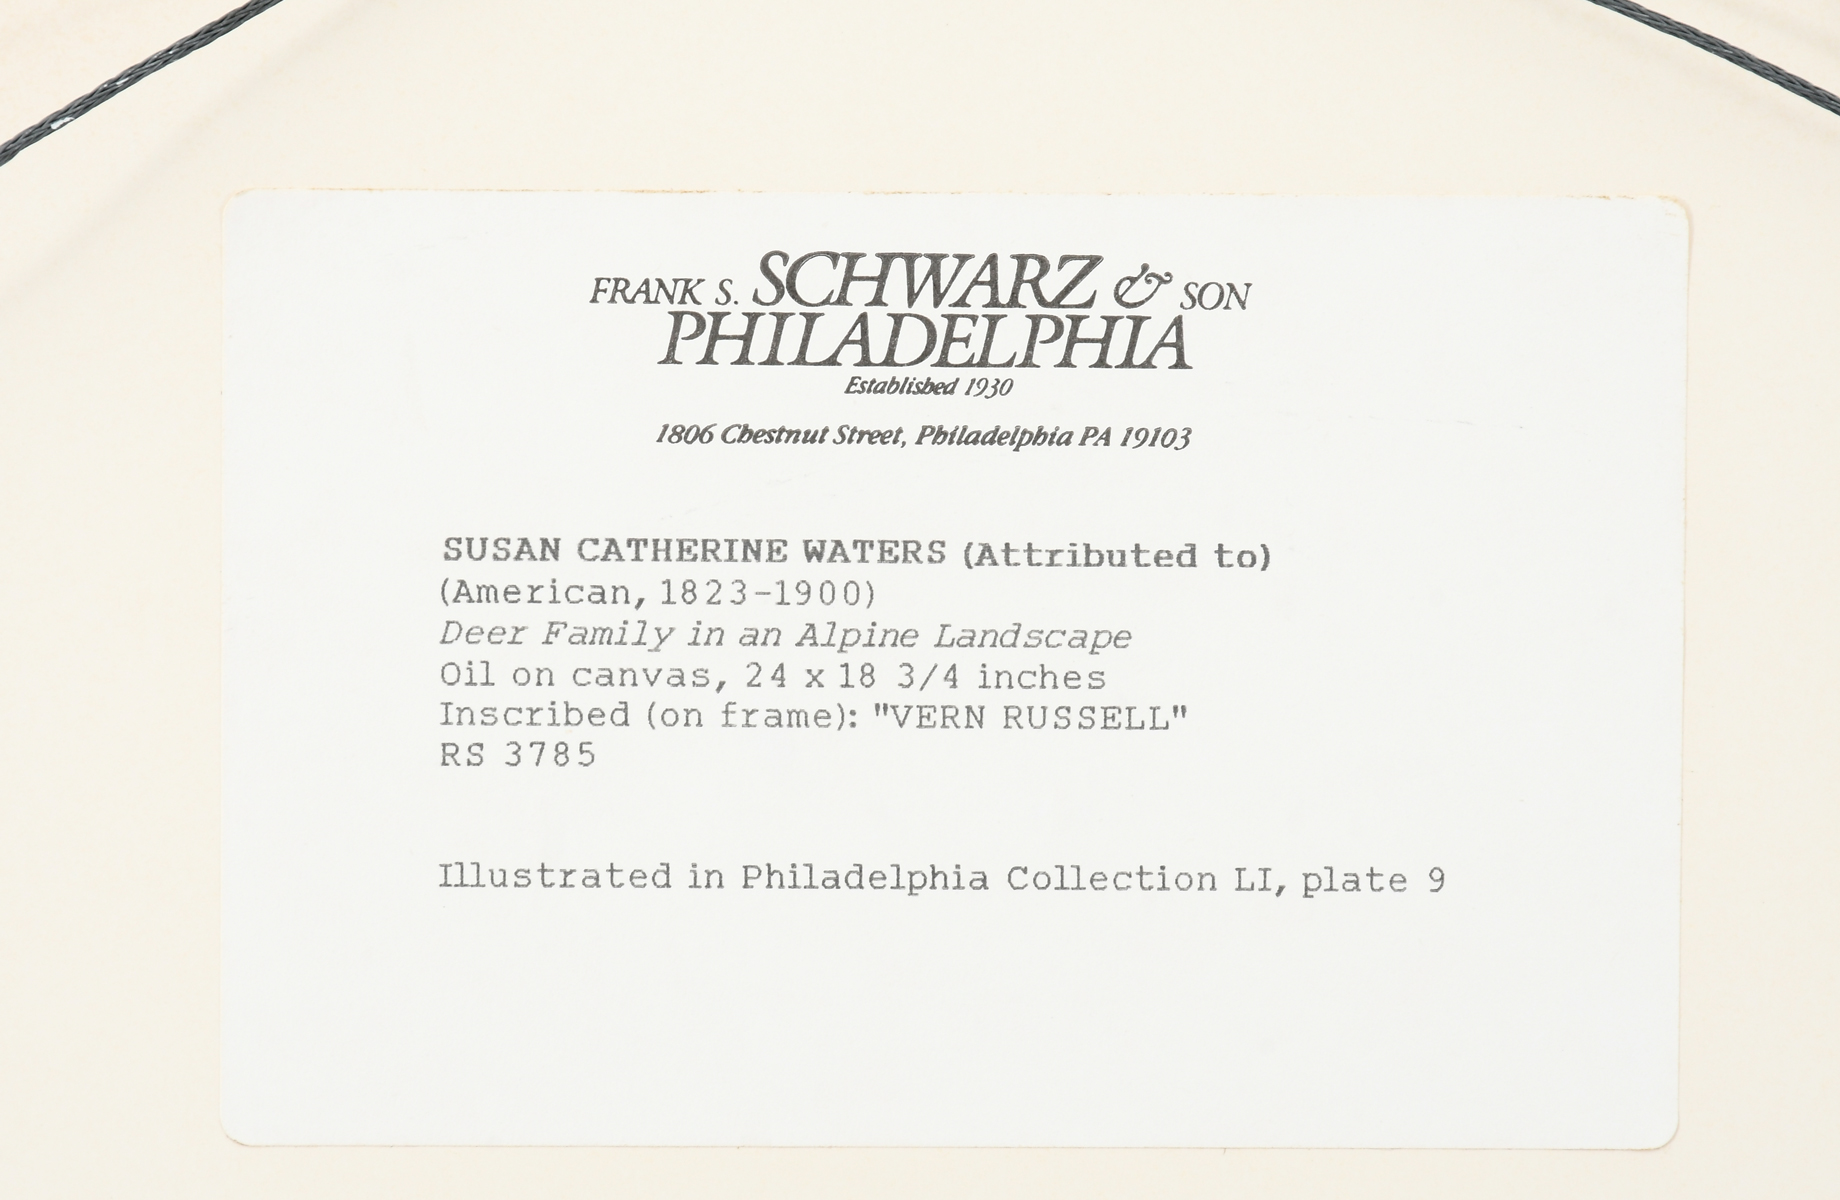 FRANK S. SCHWARZ & SON
PHILADELPHIA
Established 1930
1806 Chestnut Street, Philadelphia PA 19103
SUSAN CATHERINE WATERS (Attributed to)
(American, 1823-1900)
Deer Family in an Alpine Landscape
Oil on canvas, 24 x 18 3/4 inches
Inscribed (on frame): "VERN RUSSELL"
RS 3785
Illustrated in Philadelphia Collection LI, plate 9